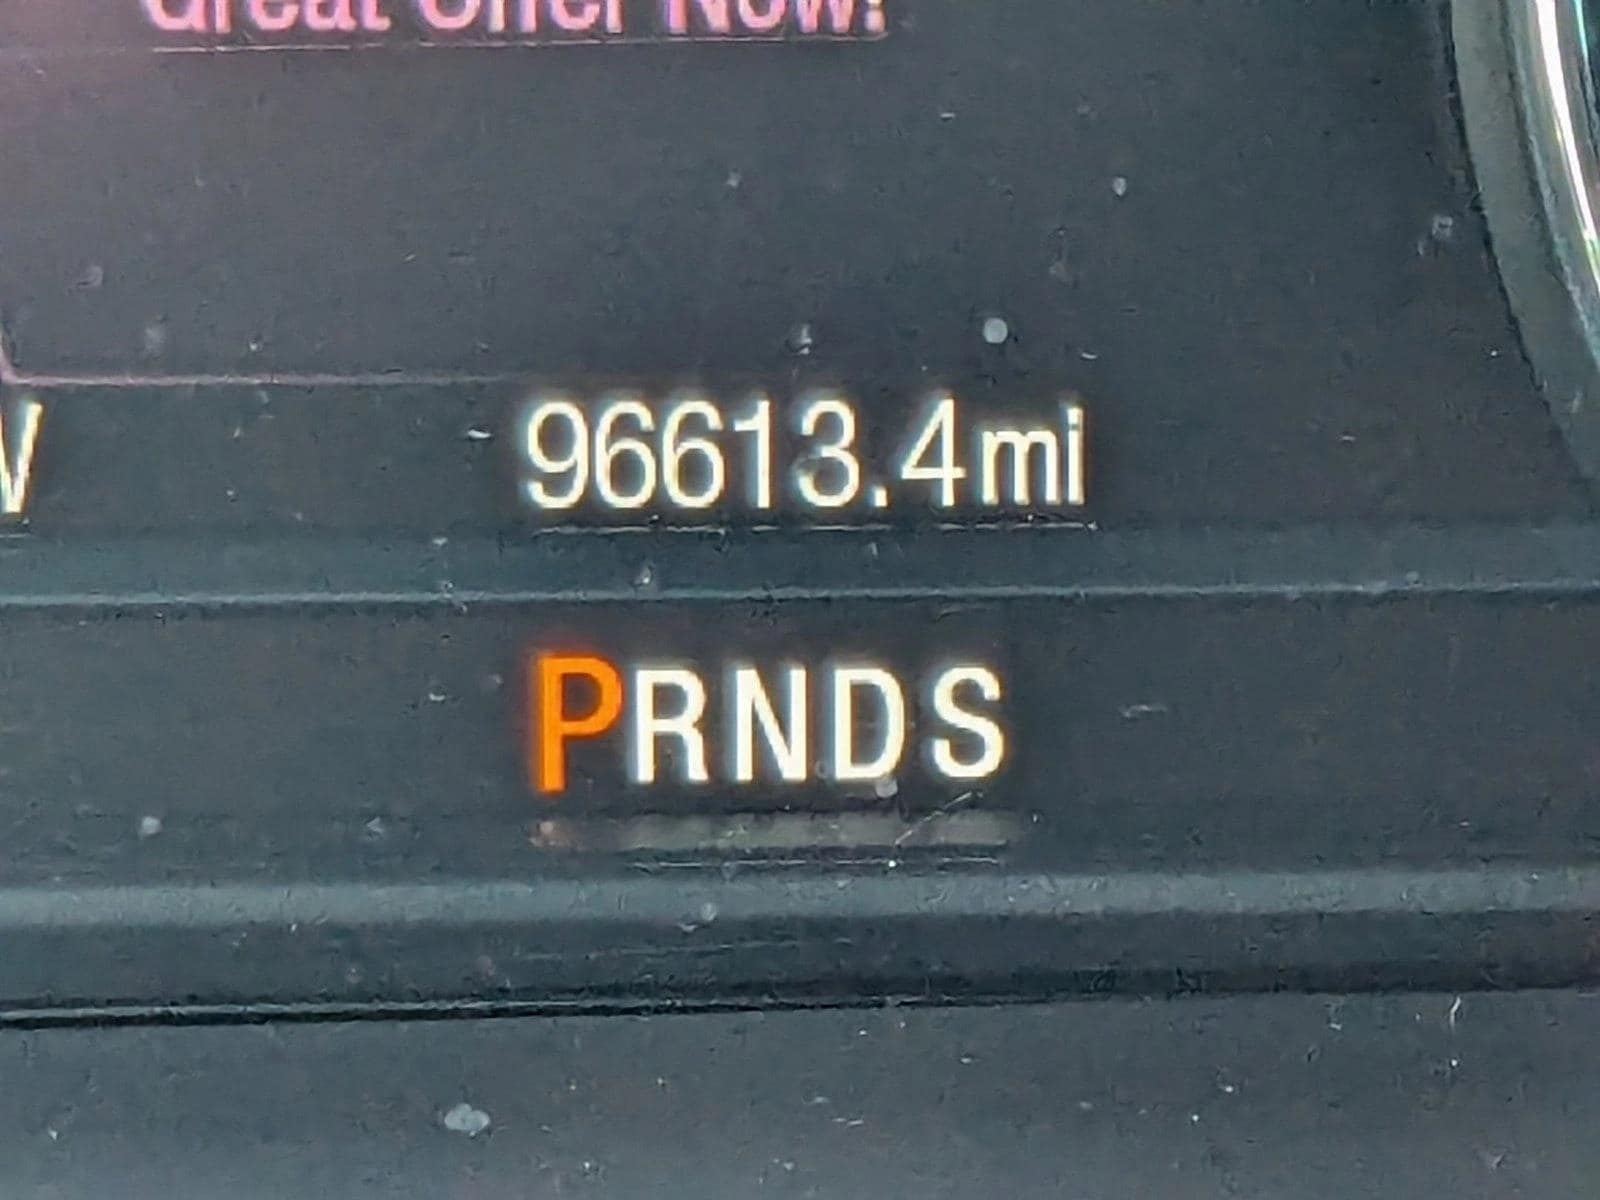 Great Offer Now!
W
96613.4mi
PRNDS